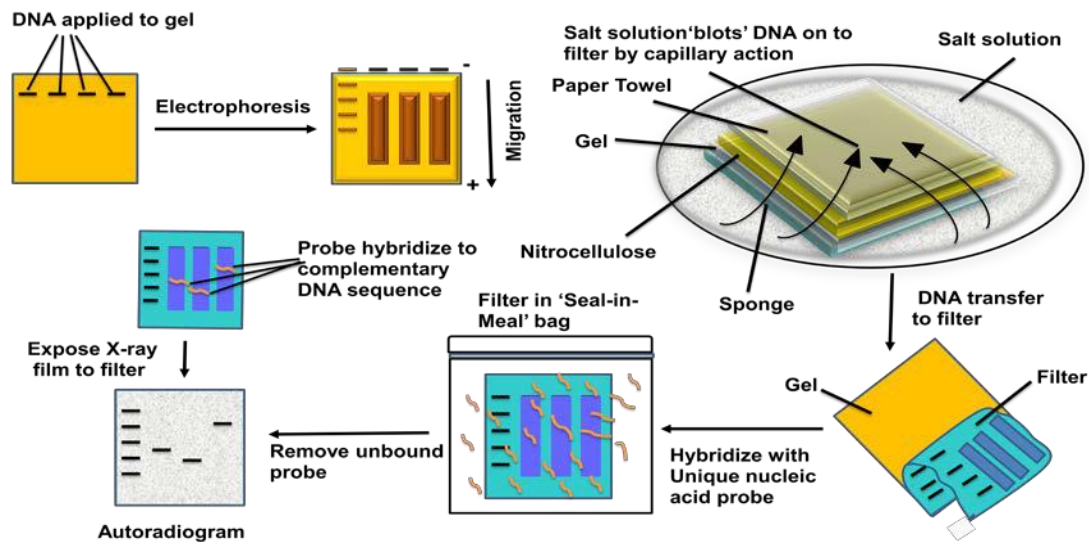 DNA applied to gel
Electrophoresis
-
+
Migration
Salt solution‘blots’ DNA on to
filter by capillary action
Salt solution
Paper Towel
Gel
Nitrocellulose
Sponge
DNA transfer
to filter
Gel
Filter
Hybridize with
Unique nucleic
acid probe
Filter in ‘Seal-in-
Meal’ bag
Remove unbound
probe
Probe hybridize to
complementary
DNA sequence
Expose X-ray
film to filter
Autoradiogram